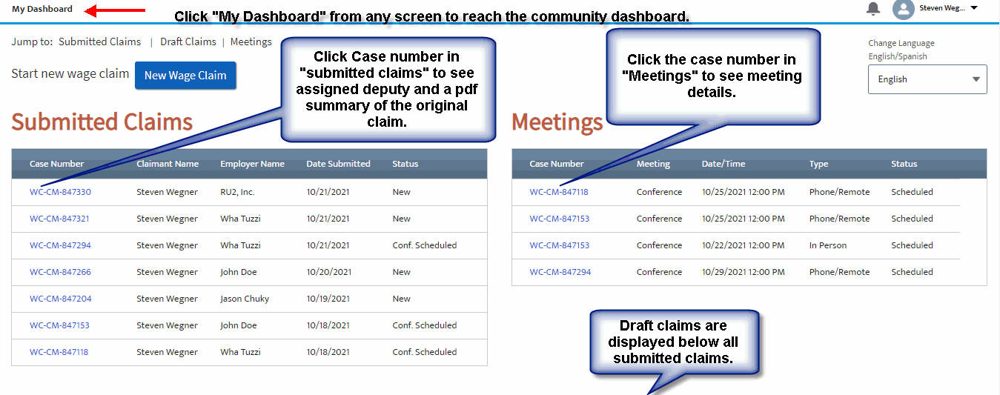 My Dashboard
Click "My Dashboard" from any screen to reach the community dashboard.
Steven Weg...
Jump to: Submitted Claims | Draft Claims | Meetings
Start new wage claim New Wage Claim
Click Case number in
"submitted claims" to see
assigned deputy and a pdf
summary of the original
claim.
Click the case number in
"Meetings" to see meeting
details.
Change Language
English/Spanish
English
Submitted Claims
Case Number Claimant Name Employer Name Date Submitted Status
WC-CM-847330 Steven Wegner RU2, Inc. 10/21/2021 New
WC-CM-847321 Steven Wegner Wha Tuzzi 10/21/2021 New
WC-CM-847294 Steven Wegner Wha Tuzzi 10/21/2021 Conf. Scheduled
WC-CM-847266 Steven Wegner John Doe 10/20/2021 New
WC-CM-847204 Steven Wegner Jason Chuky 10/19/2021 New
WC-CM-847153 Steven Wegner John Doe 10/18/2021 Conf. Scheduled
WC-CM-847118 Steven Wegner Wha Tuzzi 10/18/2021 Conf. Scheduled
Meetings
Case Number Meeting Date/Time Type Status
WC-CM-847118 Conference 10/25/2021 12:00 PM Phone/Remote Scheduled
WC-CM-847153 Conference 10/25/2021 12:00 PM Phone/Remote Scheduled
WC-CM-847153 Conference 10/22/2021 12:00 PM In Person Scheduled
WC-CM-847294 Conference 10/29/2021 12:00 PM Phone/Remote Scheduled
Draft claims are
displayed below all
submitted claims.